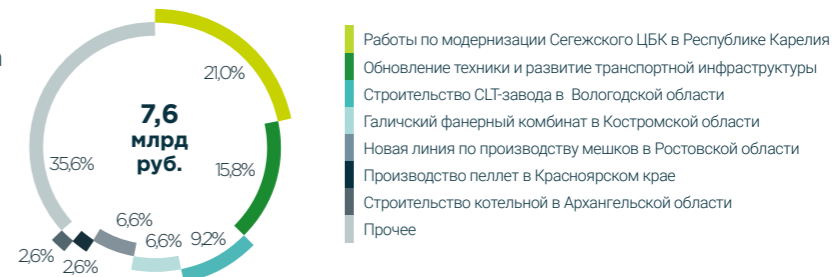 21,0%
7,6
млрд
руб.
35,6%
15,8%
6,6%
6,6%
9,2%
2,6%
2,6%
Работы по модернизации Сегежского ЦБК в Республике Карелия
Обновление техники и развитие транспортной инфраструктуры
Строительство CLT-завода в Вологодской области
Галичский фанерный комбинат в Костромской области
Новая линия по производству мешков в Ростовской области
Производство пеллет в Красноярском крае
Строительство котельной в Архангельской области
Прочее